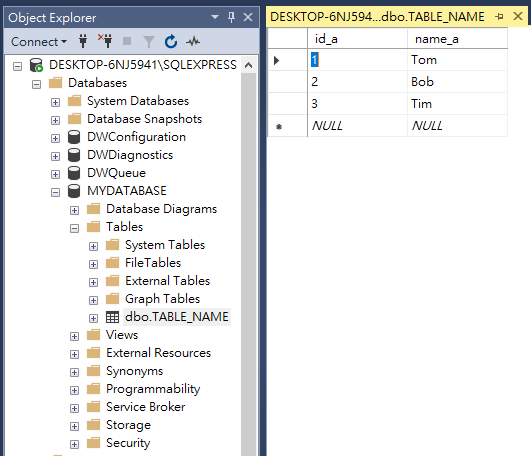 Object Explorer
Connect
DESKTOP-6NJ5941\SQLEXPRESS
Databases
System Databases
Database Snapshots
DWConfiguration
DWDiagnostics
DWQueue
MYDATABASE
Database Diagrams
Tables
System Tables
FileTables
External Tables
Graph Tables
dbo.TABLE_NAME
Views
External Resources
Synonyms
Programmability
Service Broker
Storage
Security
DESKTOP-6NJ594...dbo.TABLE_NAME
id_a name_a
1 Tom
2 Bob
3 Tim
NULL NULL